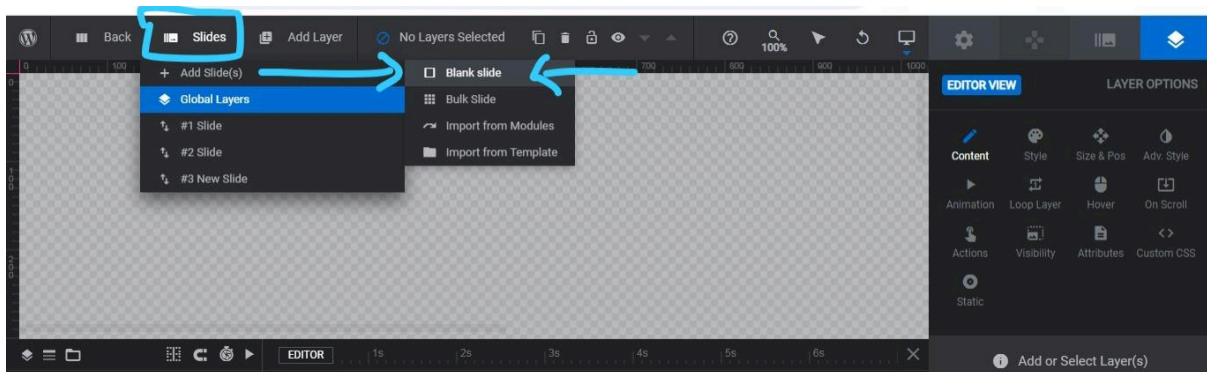 Back Slides Add Layer No Layers Selected 100%
0 100 700 800 900 1000
+ Add Slide(s) Blank slide
Global Layers Bulk Slide
#1 Slide Import from Modules
#2 Slide Import from Template
#3 New Slide
EDITOR VIEW LAYER OPTIONS
Content Style Size & Pos Adv. Style
Animation Loop Layer Hover On Scroll
Actions Visibility Attributes Custom CSS
Static
EDITOR 1s 2s 3s 4s 5s 6s
Add or Select Layer(s)